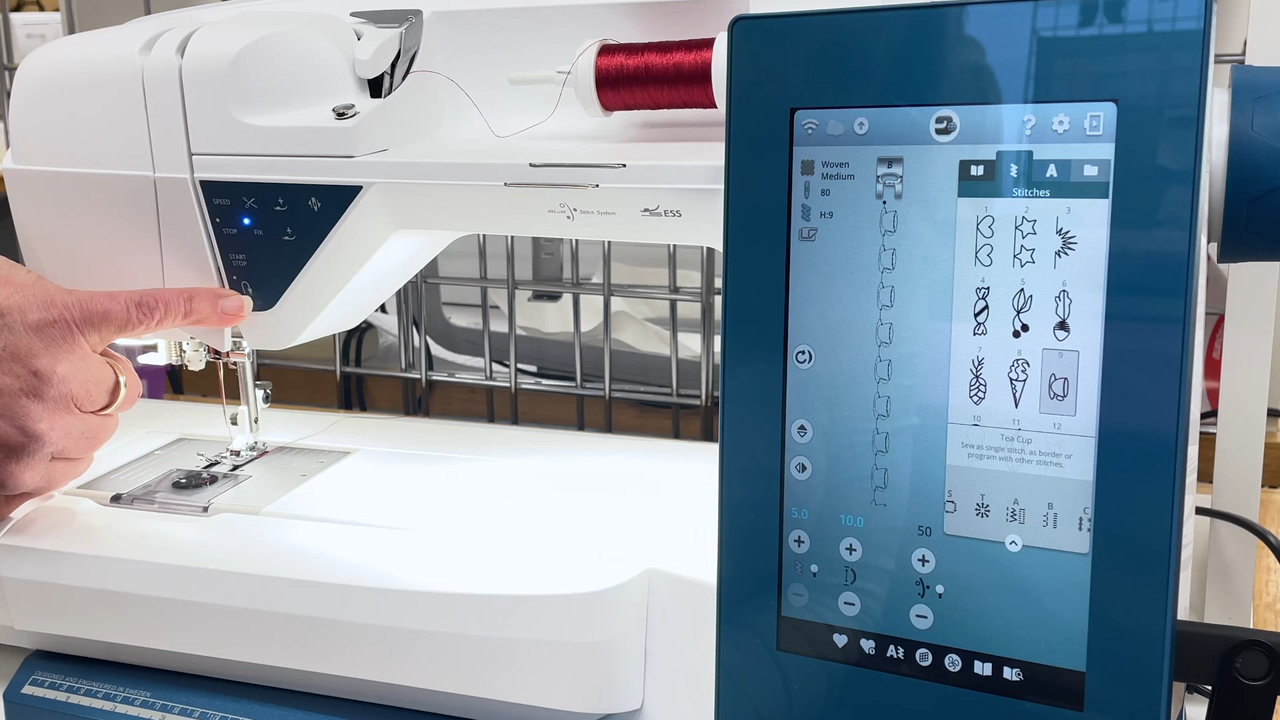 SPEED
STOP
FIX
START
STOP
deLuxe Stitch System
ESS
DESIGNED AND ENGINEERED IN SWEDEN
Woven
Medium
80
H:9
B
?
A
Stitches
1 2 3
4 5 6
7 8 9
10 11 12
Tea Cup
Sew as single stitch, as border or
program with other stitches.
S T A B C
5.0 10.0 50
A